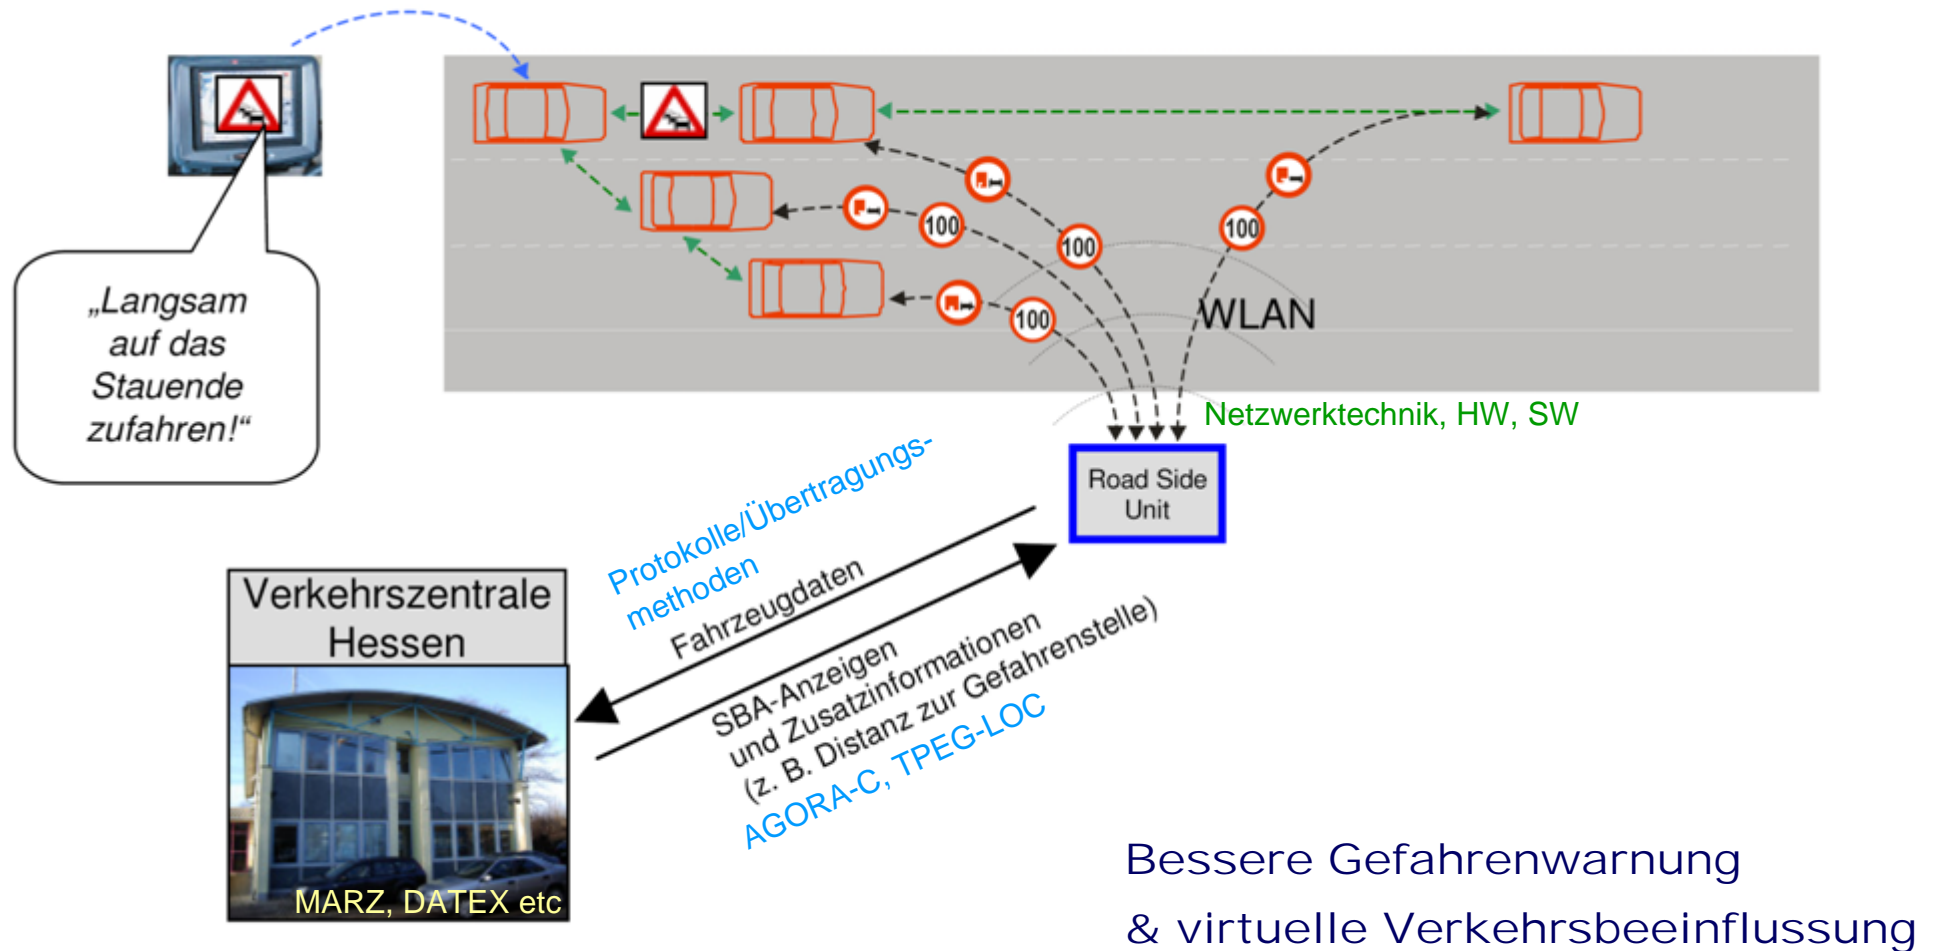 „Langsam
auf das
Stauende
zufahren!“
100
100
100
100
WLAN
Netzwerktechnik, HW, SW
Road Side
Unit
Protokolle/Übertragungs-
methoden
Fahrzeugdaten
SBA-Anzeigen
und Zusatzinformationen
(z. B. Distanz zur Gefahrenstelle)
AGORA-C, TPEG-LOC
Verkehrszentrale
Hessen
MARZ, DATEX etc
Bessere Gefahrenwarnung
& virtuelle Verkehrsbeeinflussung